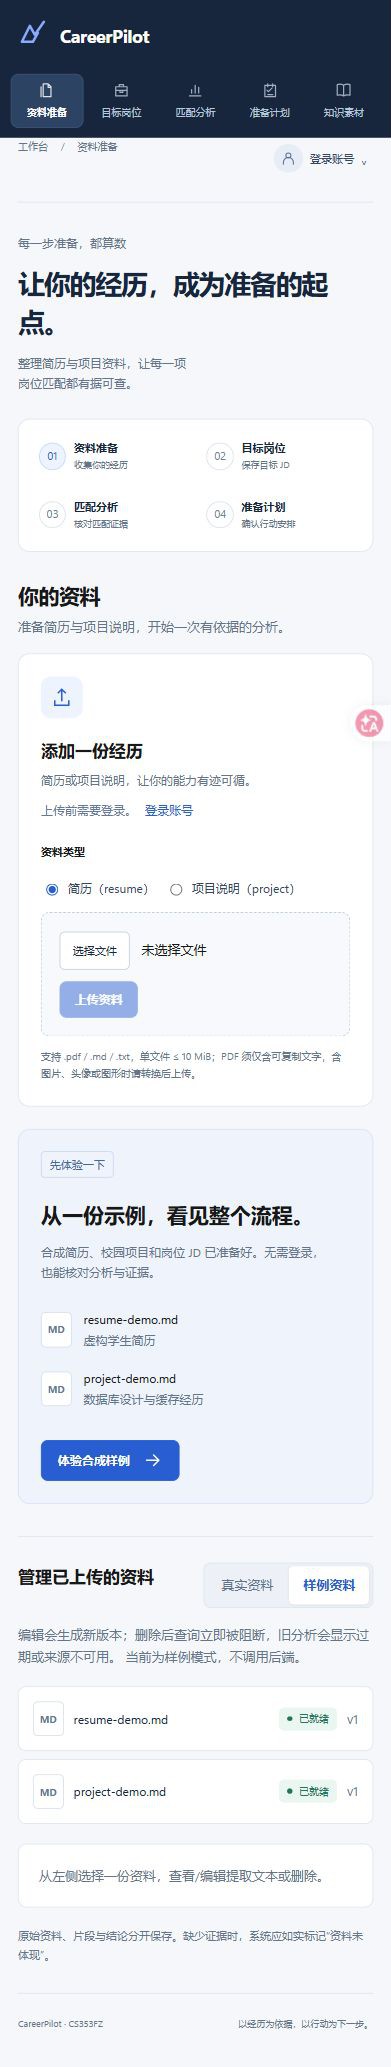 CareerPilot
资料准备
目标岗位
匹配分析
准备计划
知识素材
工作台 / 资料准备
登录账号
每一步准备，都算数
让你的经历，成为准备的起
点。
整理简历与项目资料，让每一项
岗位匹配都有据可查。
01
资料准备
收集你的经历
02
目标岗位
保存目标 JD
03
匹配分析
核对匹配证据
04
准备计划
确认行动安排
你的资料
准备简历与项目说明，开始一次有依据的分析。
添加一份经历
简历或项目说明，让你的能力有迹可循。
上传前需要登录。 登录账号
资料类型
简历（resume） 项目说明（project）
选择文件 未选择文件
上传资料
支持 .pdf / .md / .txt，单文件 ≤ 10 MiB；PDF 须仅含可复制文字，含
图片、头像或图形时请转换后上传。
先体验一下
从一份示例，看见整个流程。
合成简历、校园项目和岗位 JD 已准备好。无需登录，
也能核对分析与证据。
MD
resume-demo.md
虚构学生简历
MD
project-demo.md
数据库设计与缓存经历
体验合成样例 →
管理已上传的资料
真实资料 样例资料
编辑会生成新版本；删除后查询立即被阻断，旧分析会显示过
期或来源不可用。 当前为样例模式，不调用后端。
MD resume-demo.md 已就绪 v1
MD project-demo.md 已就绪 v1
从左侧选择一份资料，查看/编辑提取文本或删除。
原始资料、片段与结论分开保存。缺少证据时，系统应如实标记“资料未
体现”。
CareerPilot · CS353FZ
以经历为依据，以行动为下一步。